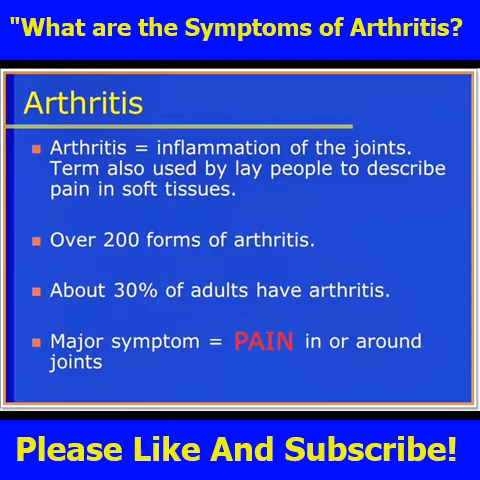 "What are the Symptoms of Arthritis?
Arthritis
Arthritis = inflammation of the joints.
Term also used by lay people to describe
pain in soft tissues.
Over 200 forms of arthritis.
About 30% of adults have arthritis.
Major symptom = PAIN in or around
joints
Please Like And Subscribe!